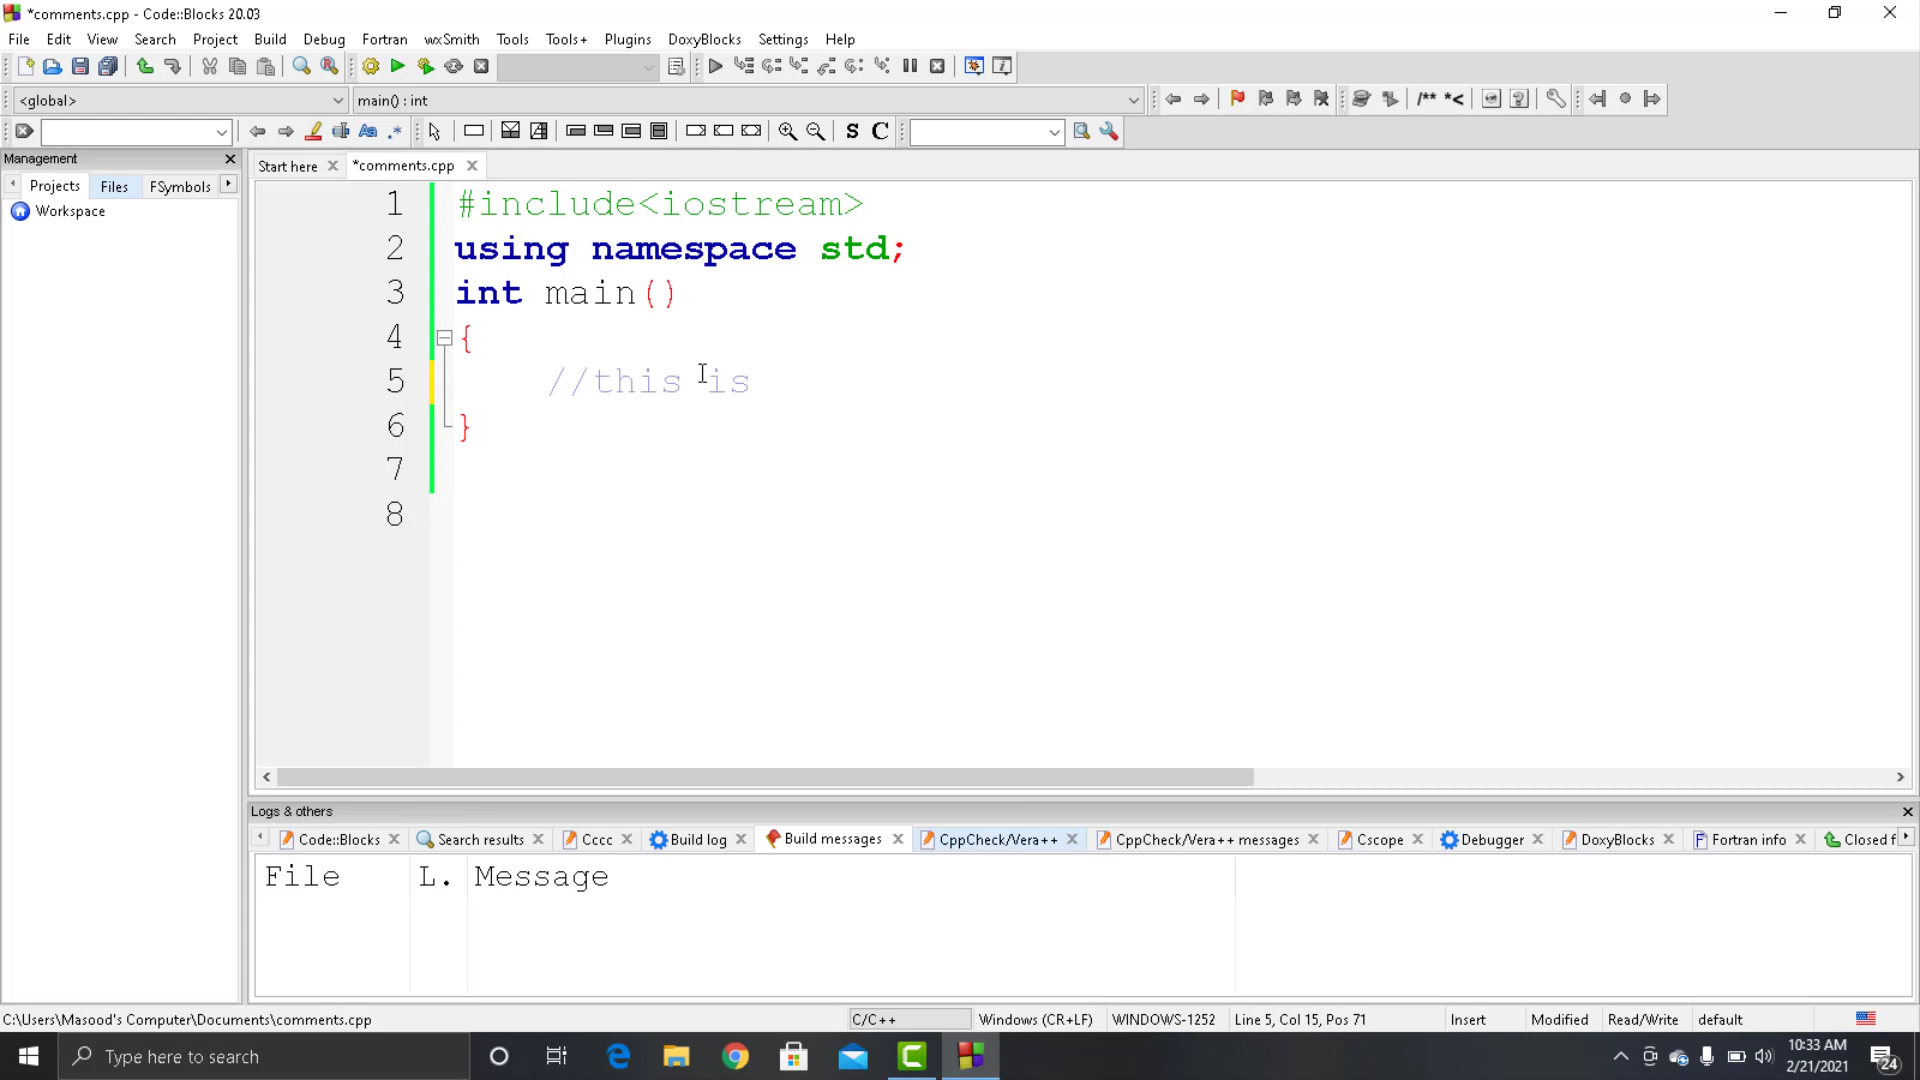 *comments.cpp - Code::Blocks 20.03
File Edit View Search Project Build Debug Fortran wxSmith Tools Tools+ Plugins DoxyBlocks Settings Help
<global> main() : int
/** *<
Aa .* S C
Management
Projects Files FSymbols
Workspace
Start here *comments.cpp
1 #include<iostream>
2 using namespace std;
3 int main()
4 {
5 //this is
6 }
7
8
Logs & others
Code::Blocks Search results Cccc Build log Build messages CppCheck/Vera++ CppCheck/Vera++ messages Cscope Debugger DoxyBlocks Fortran info Closed f
File L. Message
C:\Users\Masood's Computer\Documents\comments.cpp C/C++ Windows (CR+LF) WINDOWS-1252 Line 5, Col 15, Pos 71 Insert Modified Read/Write default
Type here to search
10:33 AM
2/21/2021
24